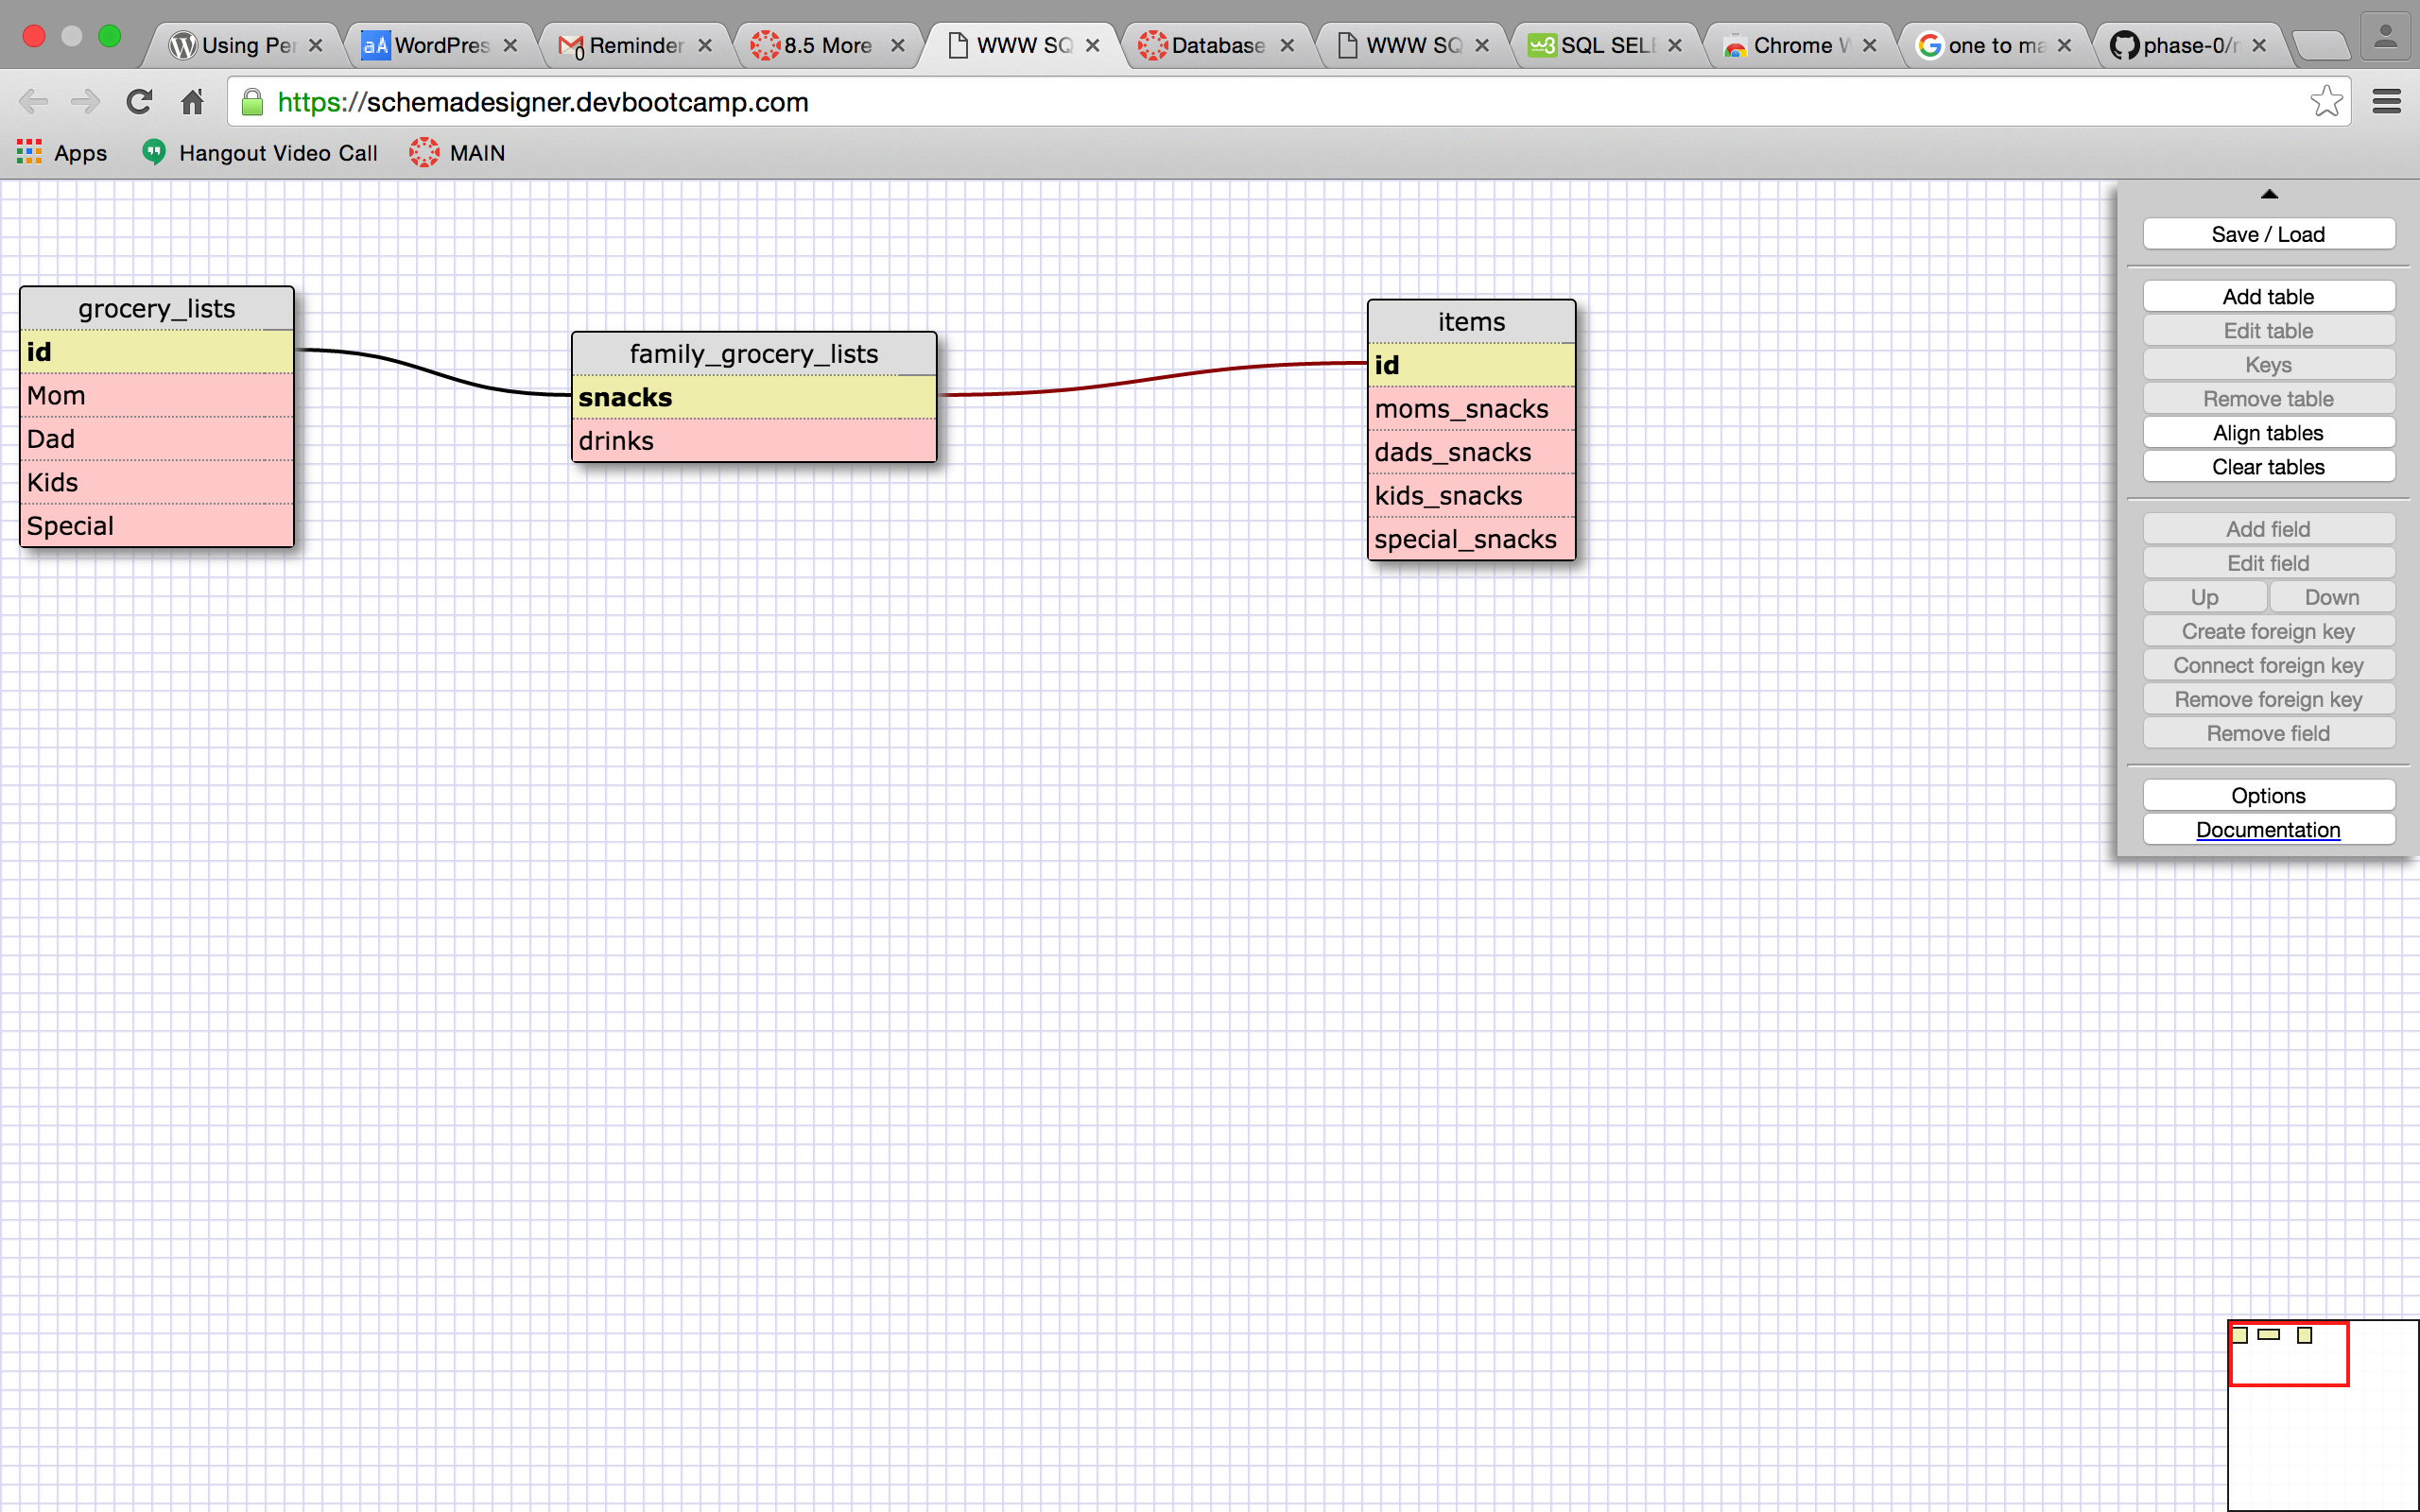 Using Per
WordPres
Reminder
8.5 More
WWW SQ
Database
WWW SQ
SQL SELE
Chrome W
one to ma
phase-0/r
https://schemadesigner.devbootcamp.com
Apps
Hangout Video Call
MAIN
grocery_lists
id
Mom
Dad
Kids
Special
family_grocery_lists
snacks
drinks
items
id
moms_snacks
dads_snacks
kids_snacks
special_snacks
Save / Load
Add table
Edit table
Keys
Remove table
Align tables
Clear tables
Add field
Edit field
Up Down
Create foreign key
Connect foreign key
Remove foreign key
Remove field
Options
Documentation